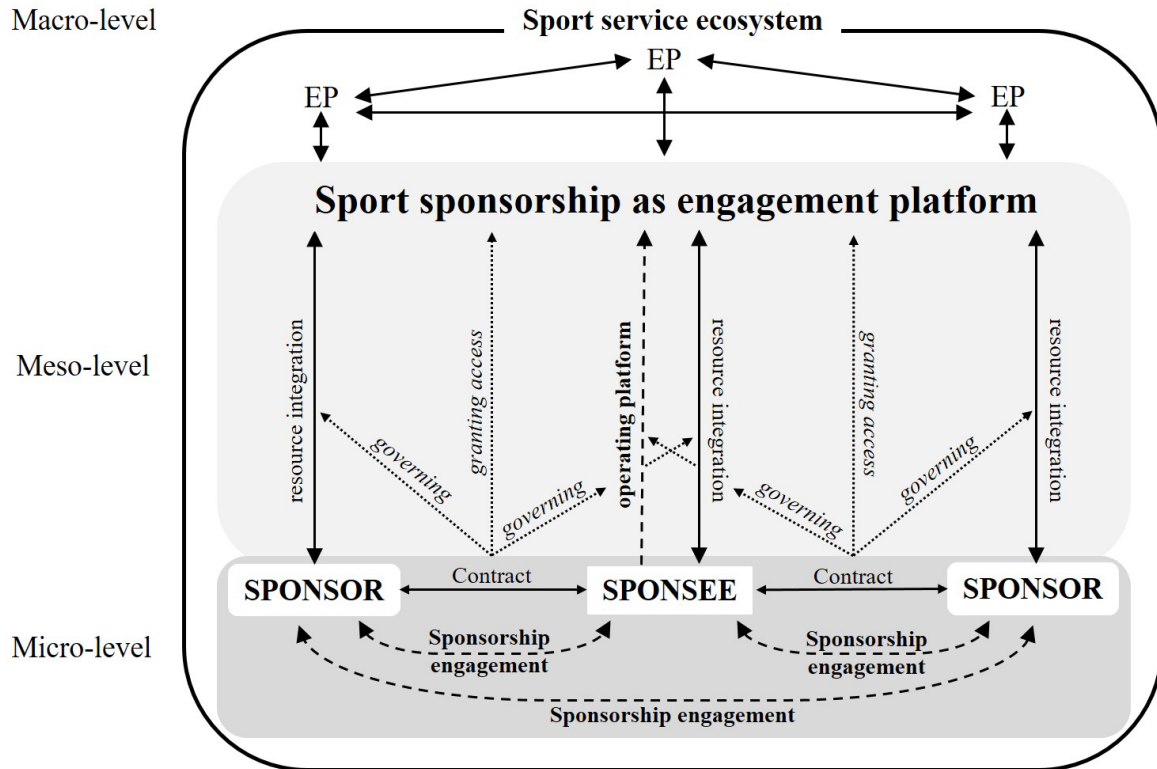 Macro-level
Sport service ecosystem
EP
EP
EP
Sport sponsorship as engagement platform
Meso-level
resource integration
granting access
operating platform
resource integration
granting access
resource integration
governing
governing
governing
governing
SPONSOR
Contract
SPONSEE
Contract
SPONSOR
Micro-level
Sponsorship
engagement
Sponsorship
engagement
Sponsorship engagement